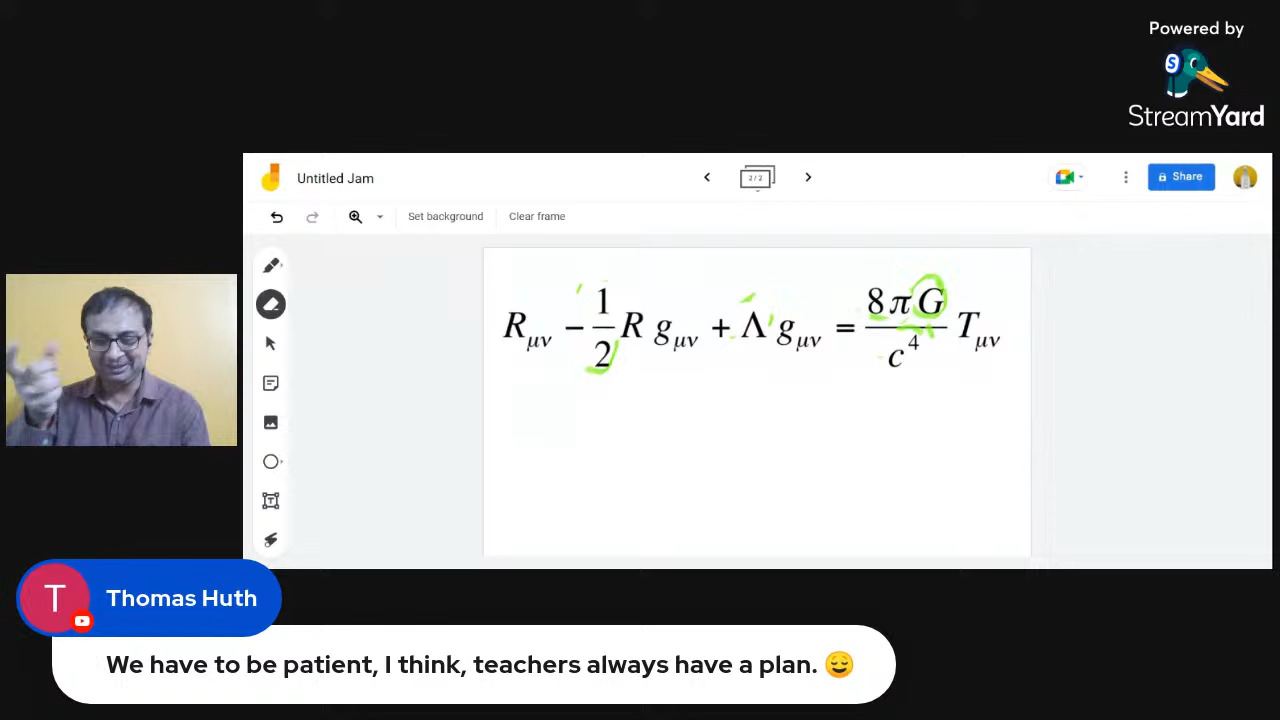 Powered by
StreamYard
Untitled Jam
2 / 2
Share
Set background
Clear frame
R_μν − 1/2 R g_μν + Λ g_μν = 8πG/c^4 T_μν
T
Thomas Huth
We have to be patient, I think, teachers always have a plan. 😌